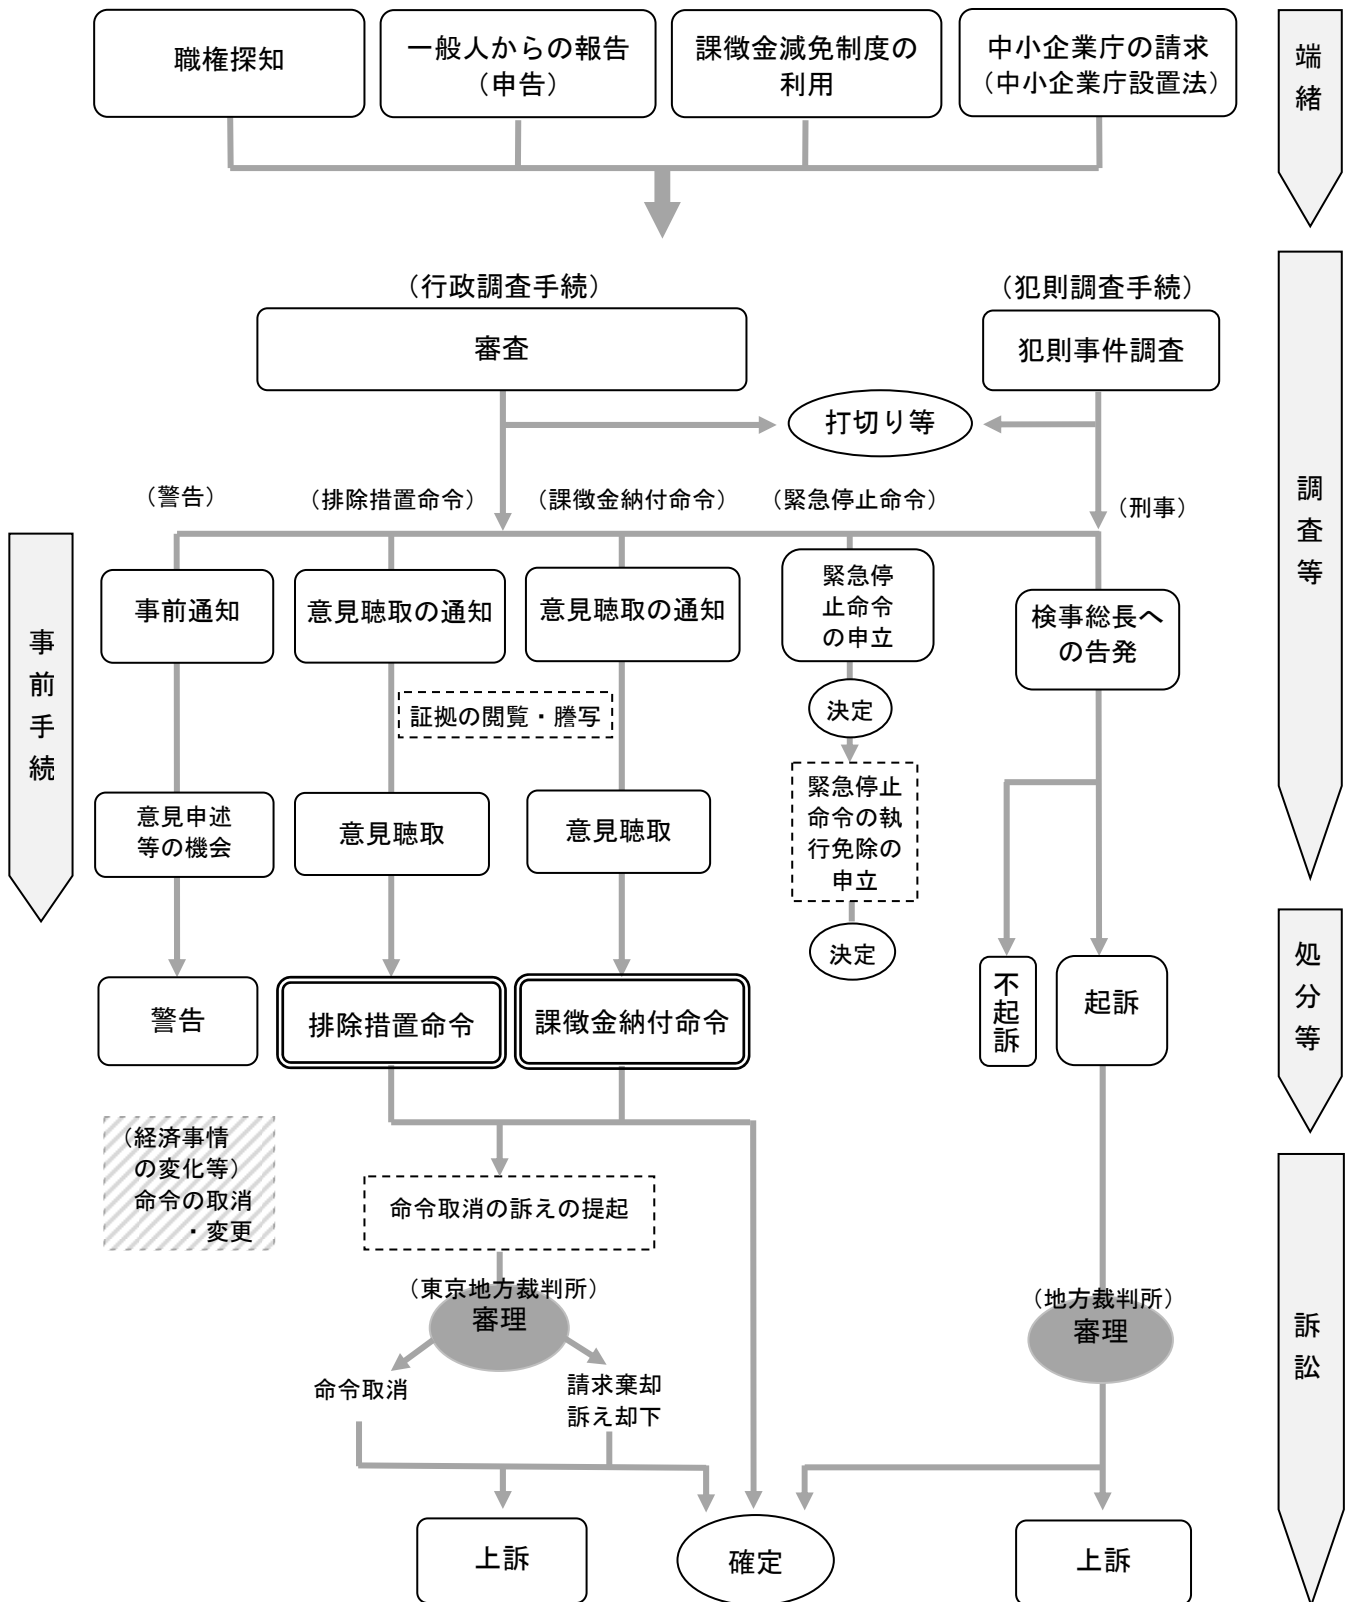 職権探知
一般人からの報告
（申告）
課徴金減免制度の
利用
中小企業庁の請求
（中小企業庁設置法）
端緒
（行政調査手続）
（犯則調査手続）
審査
犯則事件調査
打切り等
調査等
（警告）
（排除措置命令）
（課徴金納付命令）
（緊急停止命令）
（刑事）
事前手続
事前通知
意見聴取の通知
意見聴取の通知
緊急停
止命令
の申立
検事総長へ
の告発
証拠の閲覧・謄写
決定
意見申述
等の機会
意見聴取
意見聴取
緊急停止
命令の執
行免除の
申立
決定
処分等
警告
排除措置命令
課徴金納付命令
不起訴
起訴
（経済事情
の変化等）
命令の取消
・変更
命令取消の訴えの提起
（東京地方裁判所）
審理
（地方裁判所）
審理
訴訟
命令取消
請求棄却
訴え却下
上訴
確定
上訴